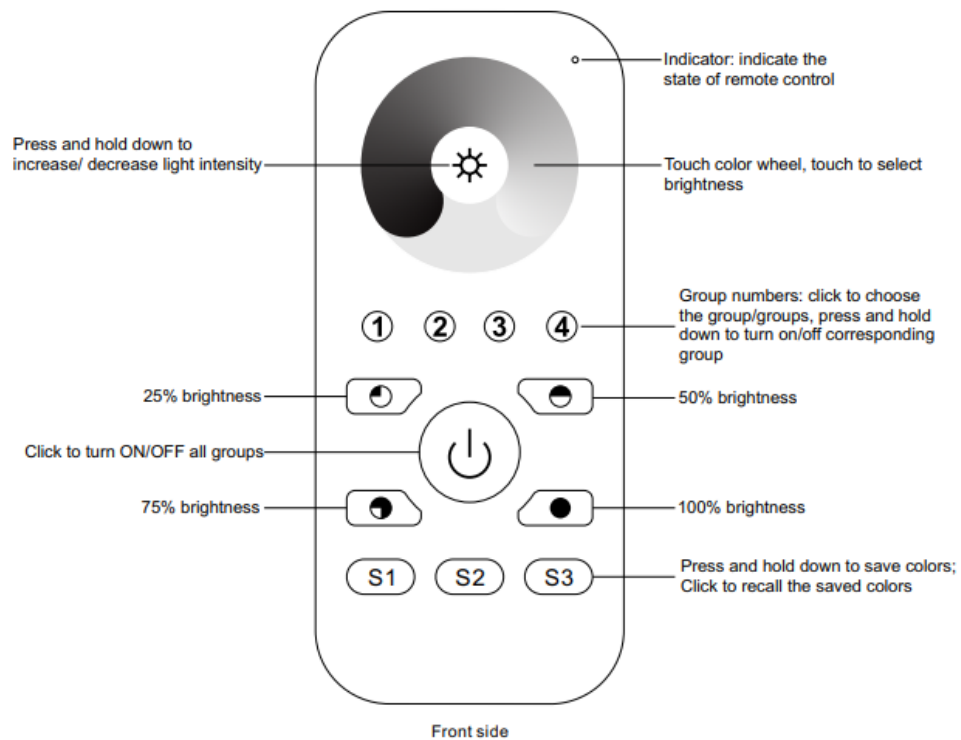 Indicator: indicate the
state of remote control
Press and hold down to
increase/ decrease light intensity
Touch color wheel, touch to select
brightness
Group numbers: click to choose
the group/groups, press and hold
down to turn on/off corresponding
group
1 2 3 4
25% brightness
50% brightness
Click to turn ON/OFF all groups
75% brightness
100% brightness
S1 S2 S3
Press and hold down to save colors;
Click to recall the saved colors
Front side